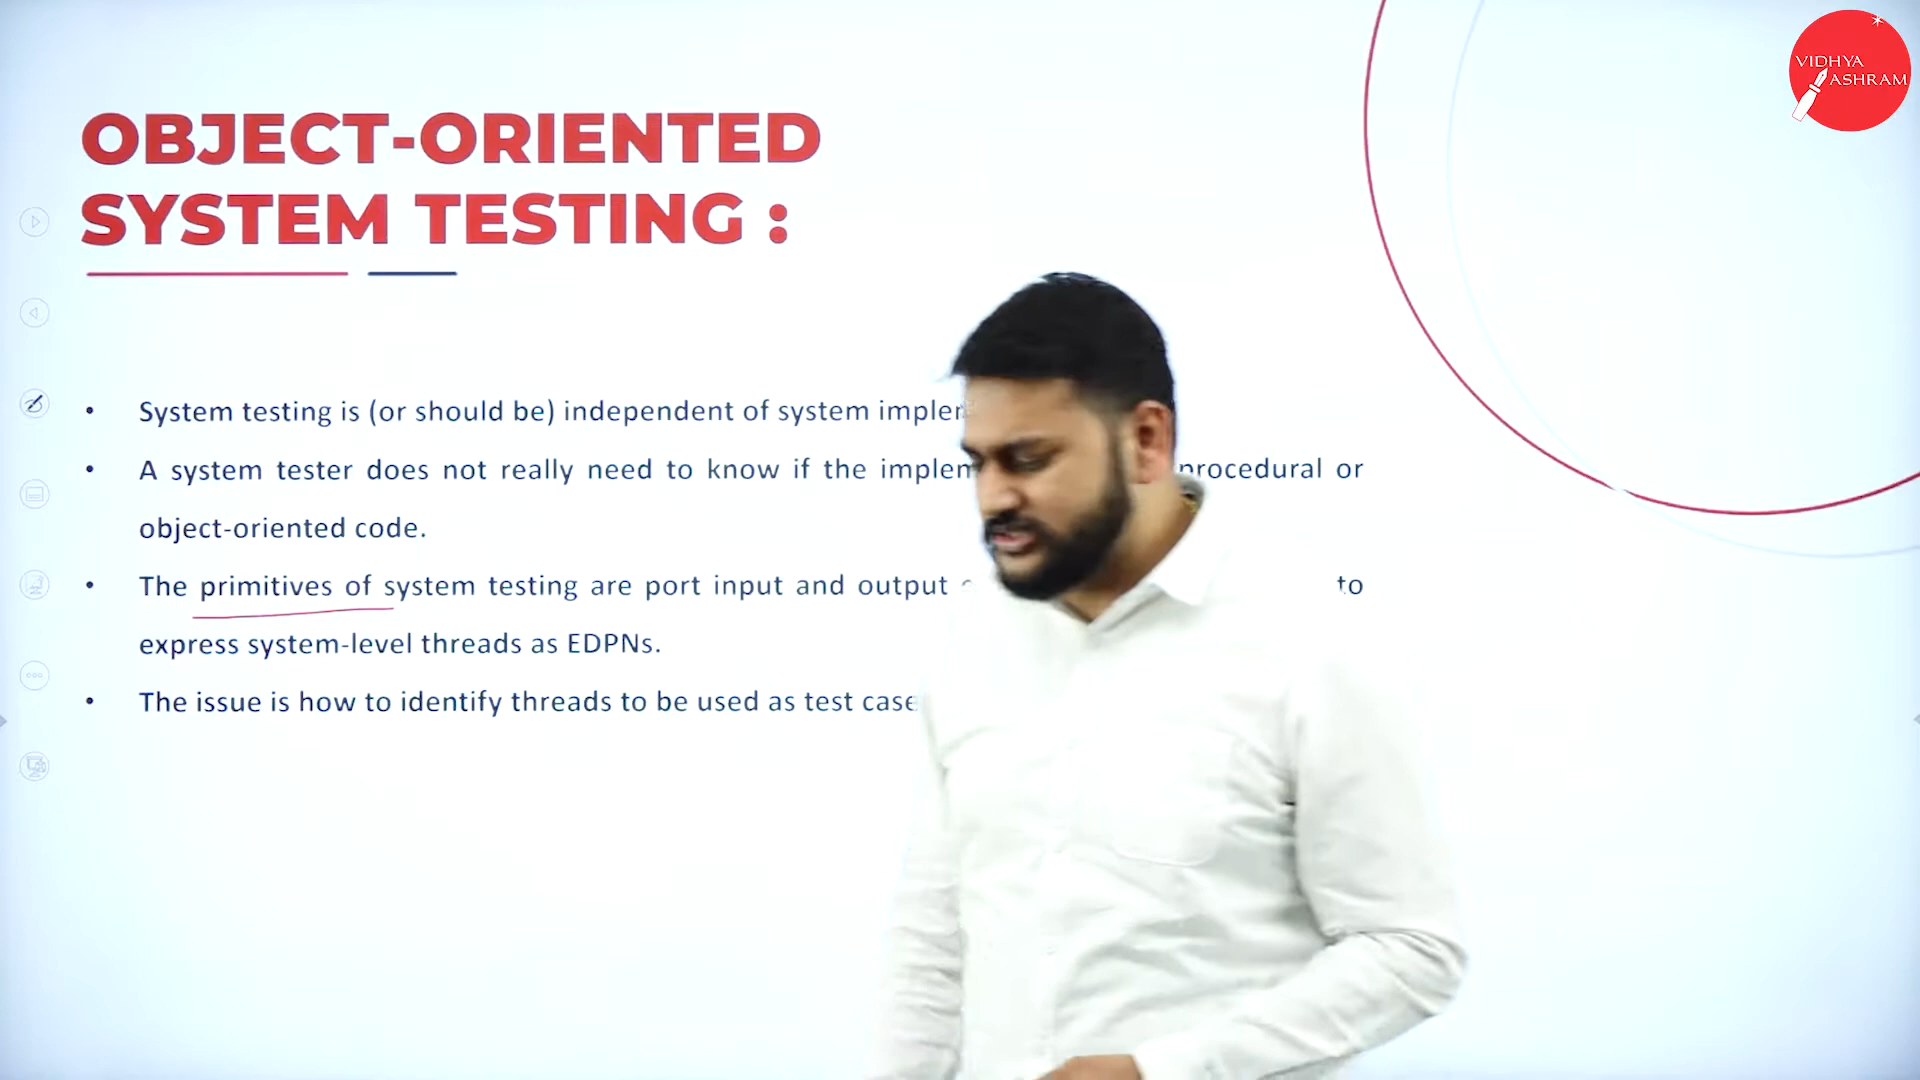 VIDHYA
ASHRAM
OBJECT-ORIENTED
SYSTEM TESTING :
• System testing is (or should be) independent of system
• A system tester does not really need to know if the procedural or
object-oriented code.
• The primitives of system testing are port input and output to
express system-level threads as EDPNs.
• The issue is how to identify threads to be used as test case